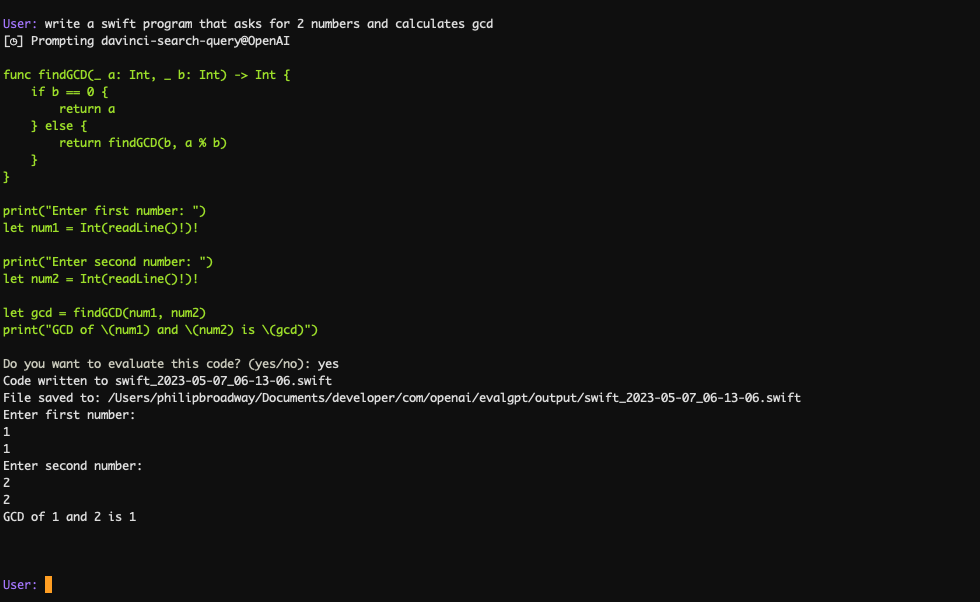 User: write a swift program that asks for 2 numbers and calculates gcd
[◷] Prompting davinci-search-query@OpenAI
func findGCD(_ a: Int, _ b: Int) -> Int {
    if b == 0 {
        return a
    } else {
        return findGCD(b, a % b)
    }
}
print("Enter first number: ")
let num1 = Int(readLine()!)!
print("Enter second number: ")
let num2 = Int(readLine()!)!
let gcd = findGCD(num1, num2)
print("GCD of \(num1) and \(num2) is \(gcd)")
Do you want to evaluate this code? (yes/no): yes
Code written to swift_2023-05-07_06-13-06.swift
File saved to: /Users/philipbroadway/Documents/developer/com/openai/evalgpt/output/swift_2023-05-07_06-13-06.swift
Enter first number:
1
1
Enter second number:
2
2
GCD of 1 and 2 is 1
User: